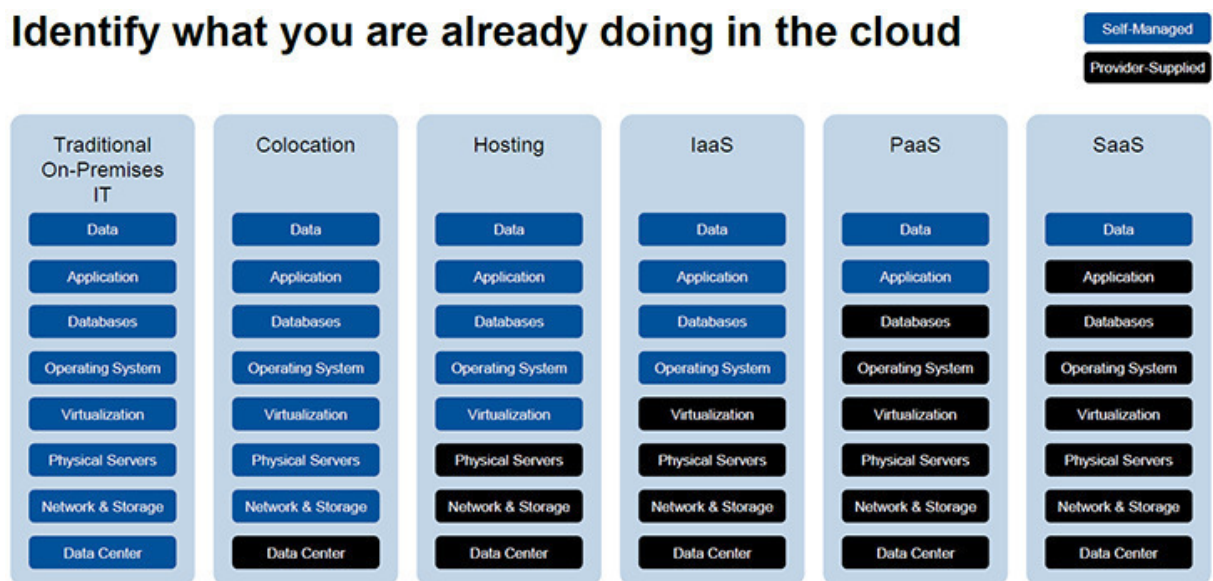 Identify what you are already doing in the cloud
Self-Managed
Provider-Supplied
Traditional
On-Premises
IT
Data
Application
Databases
Operating System
Virtualization
Physical Servers
Network & Storage
Data Center
Colocation
Data
Application
Databases
Operating System
Virtualization
Physical Servers
Network & Storage
Data Center
Hosting
Data
Application
Databases
Operating System
Virtualization
Physical Servers
Network & Storage
Data Center
IaaS
Data
Application
Databases
Operating System
Virtualization
Physical Servers
Network & Storage
Data Center
PaaS
Data
Application
Databases
Operating System
Virtualization
Physical Servers
Network & Storage
Data Center
SaaS
Data
Application
Databases
Operating System
Virtualization
Physical Servers
Network & Storage
Data Center